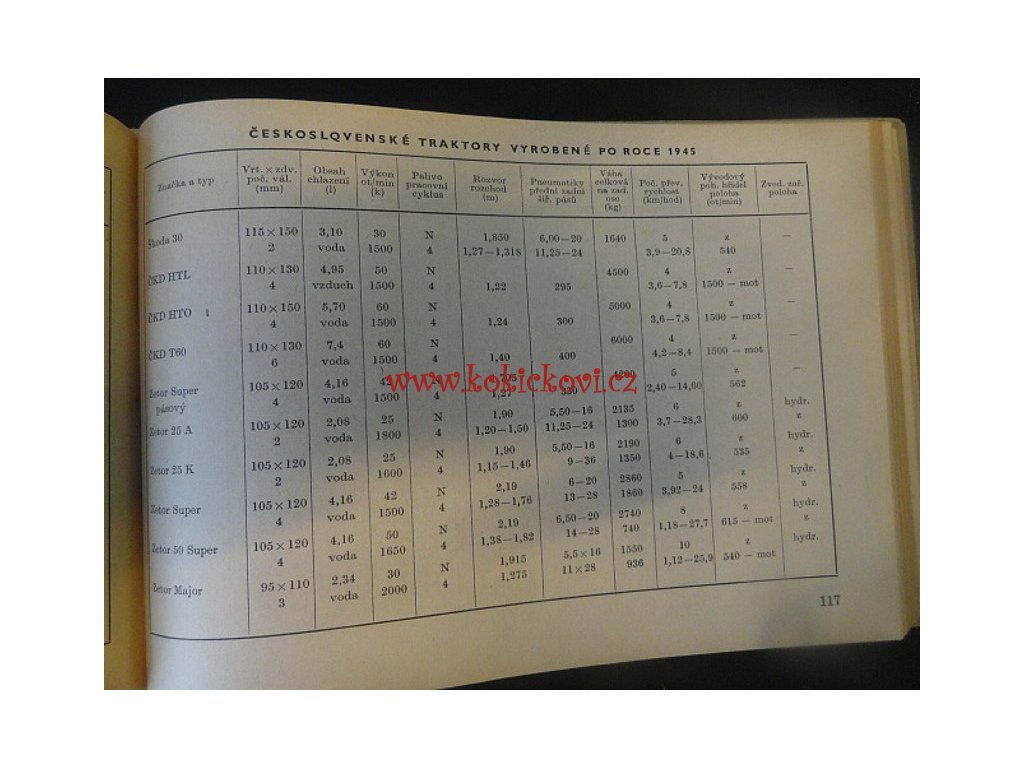 ČESKOSLOVENSKÉ TRAKTORY VYROBENÉ PO ROCE 1945
Značka a typ
Vrt. × zdv. poč. vál. (mm)
Obsah chlazení (l)
Výkon ot/min (k)
Palivo pracovní cyklus
Rozvor rozchod (m)
Pneumatiky přední zadní šíř. pásů
Váha celková na zad. oso (kg)
Poč. přev. rychlost (km/hod)
Vývodový poh. hřídel poloha (ot/min)
Zved. zař. poloha
Škoda 30 115 × 150 3,10 30 N 1,850 6,00—20 1640 5 z —
2 voda 1500 4 1,27—1,318 11,25—24 3,9—20,8 540
ČKD HTL 110 × 130 4,95 50 N 4500 4 z —
4 vzduch 1500 4 1,22 295 3,6—7,8 1500 — mot
ČKD HTO 110 × 150 5,70 60 N 5000 4 z —
4 voda 1500 4 1,24 300 3,6—7,8 1500 — mot
ČKD T60 110 × 130 7,4 60 N 6000 4 z —
6 voda 1500 4 1,40 400 4,2—8,4 1500 — mot
Zetor Super 105 × 120 4,16 42 5 z —
pásový 4 voda 1500 2,40—14,60 562
www.kokickovi.cz
Zetor 25 A 105 × 120 2,08 25 N 1,90 5,50—16 2135 6 z hydr.
2 voda 1800 4 1,20—1,50 11,25—24 1300 3,7—28,3 600 z
Zetor 25 K 105 × 120 2,08 25 N 1,90 5,50—16 2190 6 z hydr.
2 voda 1600 4 1,15—1,46 9—36 1350 4—18,6 535 z
Zetor Super 105 × 120 4,16 42 N 2,19 6—20 2860 5 z hydr.
4 voda 1500 4 1,28—1,76 13—28 1860 3,92—24 558 z
Zetor 50 Super 105 × 120 4,16 50 N 2,19 6,50—20 2740 8 z hydr.
4 voda 1650 4 1,38—1,82 14—28 740 1,18—27,7 615 — mot z
Zetor Major 95 × 110 2,34 30 N 1,915 5,5 × 16 1550 10 z hydr.
3 voda 2000 4 1,275 11 × 28 936 1,12—25,9 540 — mot
117